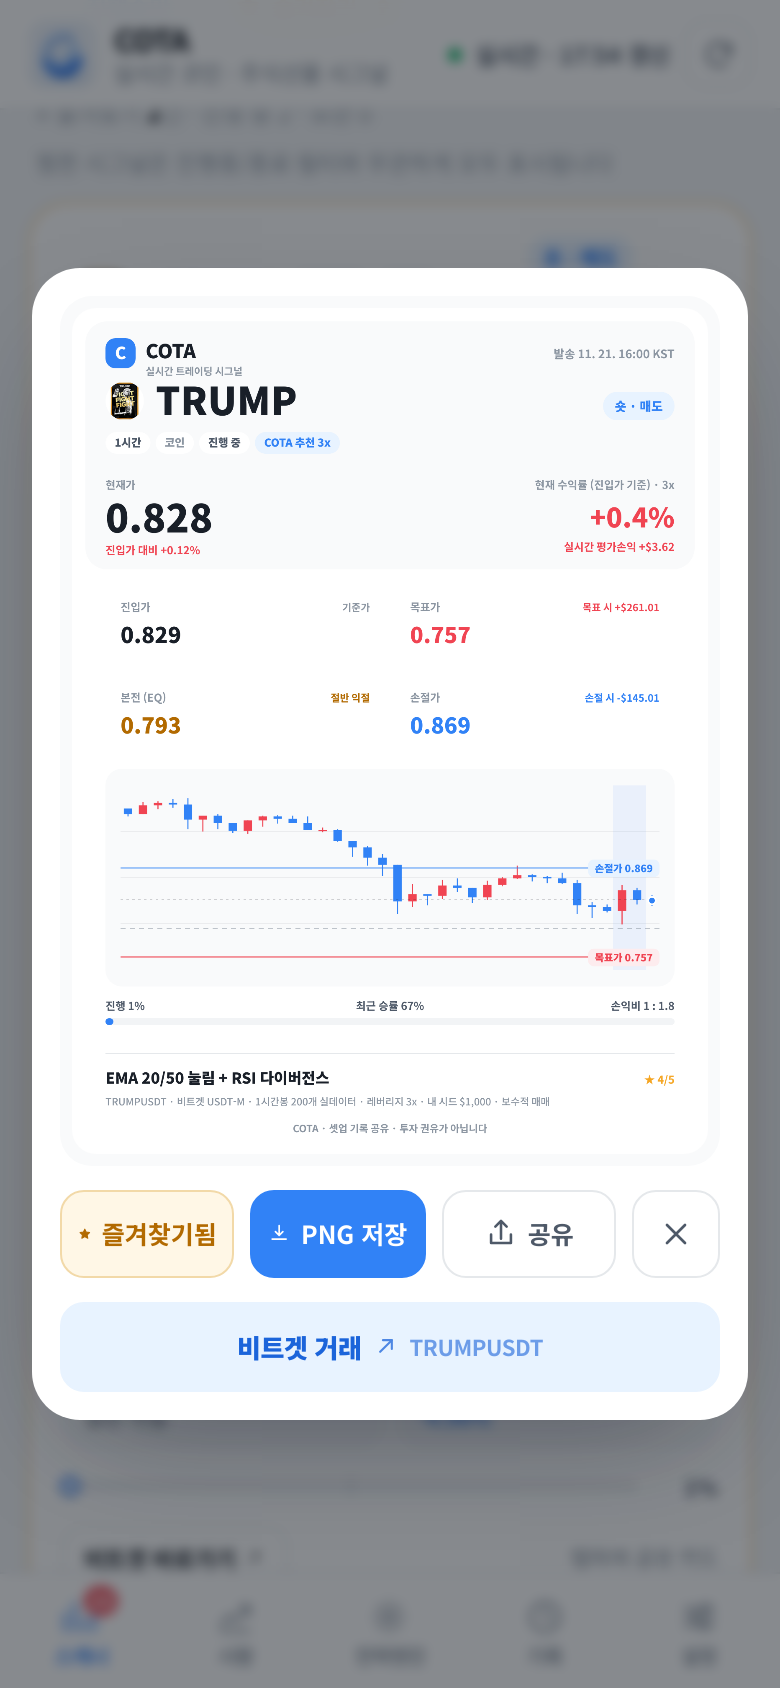 COTA
C COTA
실시간 트레이딩 시그널
발송 11. 21. 16:00 KST
TRUMP
숏 · 매도
1시간 코인 진행 중 COTA 추천 3x
현재가
현재 수익률 (진입가 기준) · 3x
0.828
+0.4%
진입가 대비 +0.12%
실시간 평가손익 +$3.62
진입가 기준가
0.829
목표가 목표 시 +$261.01
0.757
본전 (EQ) 절반 익절
0.793
손절가 손절 시 -$145.01
0.869
손절가 0.869
목표가 0.757
진행 1% 최근 승률 67% 손익비 1 : 1.8
EMA 20/50 눌림 + RSI 다이버전스 ★ 4/5
TRUMPUSDT · 비트겟 USDT-M · 1시간봉 200개 실데이터 · 레버리지 3x · 내 시드 $1,000 · 보수적 매매
COTA · 셋업 기록 공유 · 투자 권유가 아닙니다
★ 즐겨찾기됨
PNG 저장
공유
비트겟 거래 ↗ TRUMPUSDT